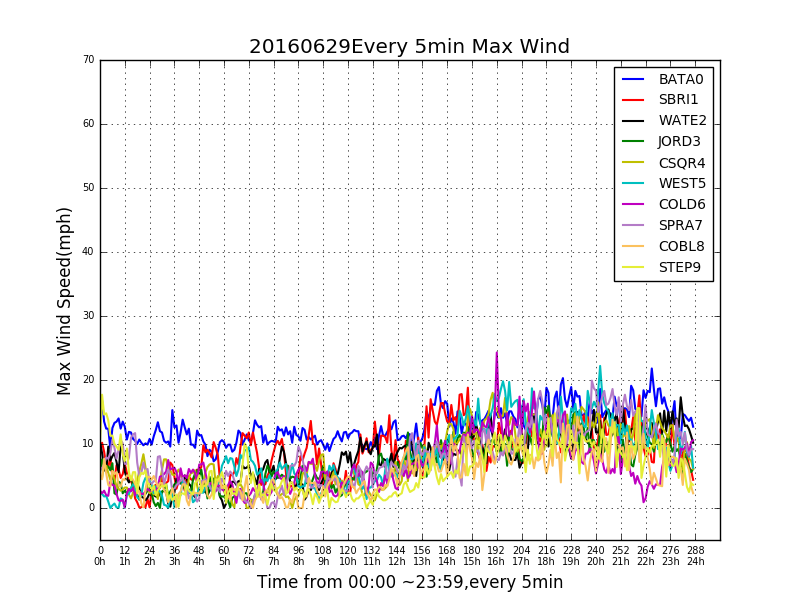 20160629Every 5min Max Wind
70
60
50
40
30
20
10
0
Max Wind Speed(mph)
BATA0
SBRI1
WATE2
JORD3
CSQR4
WEST5
COLD6
SPRA7
COBL8
STEP9
0 12 24 36 48 60 72 84 96 108 120 132 144 156 168 180 192 204 216 228 240 252 264 276 288
0h 1h 2h 3h 4h 5h 6h 7h 8h 9h 10h 11h 12h 13h 14h 15h 16h 17h 18h 19h 20h 21h 22h 23h 24h
Time from 00:00 ~23:59,every 5min